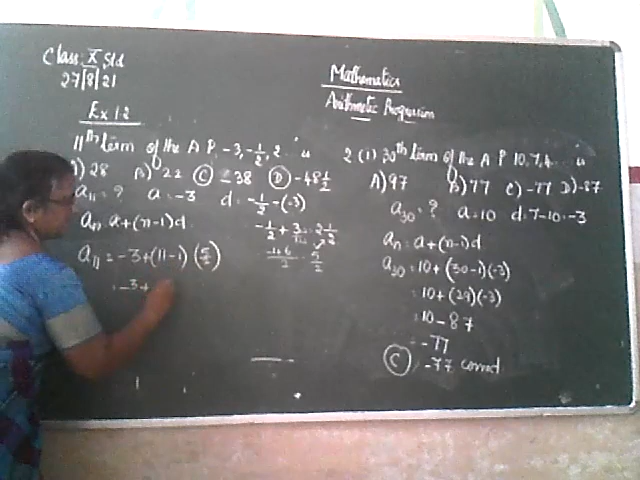 Class: X Std
27/8/21
Mathematics
Arithmetic Progression
Ex 1.2
11th term of the A P -3, -1/2, 2 is
A) 28 B) 22 C) -38 D) -48 1/2
a11 = ? a = -3 d = -1/2 - (-3)
an = a + (n-1)d
-1/2 + 3/1 = 2 1/2
a11 = -3 + (11-1) (5/2)
-1+6/2 = 5/2
= -3 +
2 (i) 30th term of the A P 10, 7, 4... is
A) 97 B) 77 C) -77 D) -87
a30 = ? a = 10 d = 7-10 = -3
an = a + (n-1)d
a30 = 10 + (30-1)(-3)
= 10 + (29)(-3)
= 10 - 87
= -77
C) -77 correct